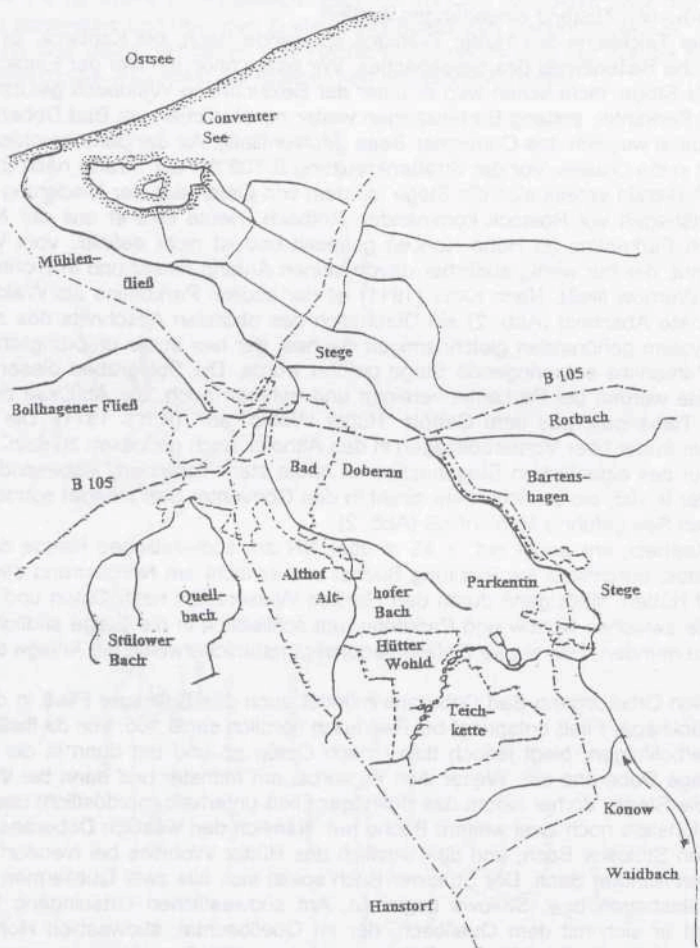 Ostsee
Conventer
See
Mühlen-
fließ
Stege
B 105
Rotbach
Bollhagener Fließ
B 105
Bad
Doberan
Bartens-
hagen
Althof
Parkentin
Stege
Quell-
bach
Alt-
hofer
Bach
Stülower
Bach
Hütter
Wohld
Teich-
kette
Konow
Waidbach
Hanstorf